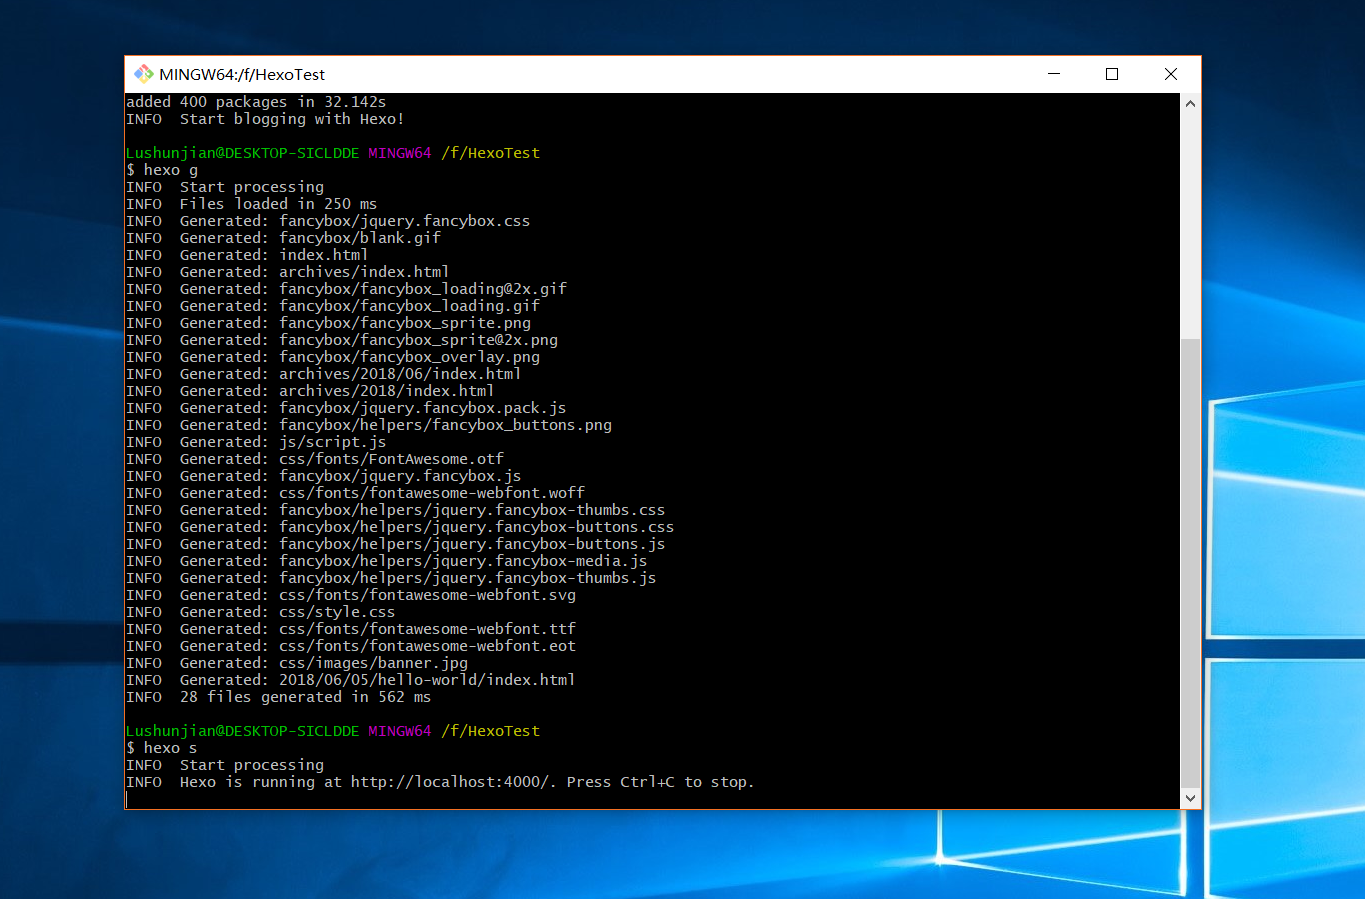 MINGW64:/f/HexoTest
added 400 packages in 32.142s
INFO  Start blogging with Hexo!
Lushunjian@DESKTOP-SICLDDE MINGW64 /f/HexoTest
$ hexo g
INFO  Start processing
INFO  Files loaded in 250 ms
INFO  Generated: fancybox/jquery.fancybox.css
INFO  Generated: fancybox/blank.gif
INFO  Generated: index.html
INFO  Generated: archives/index.html
INFO  Generated: fancybox/fancybox_loading@2x.gif
INFO  Generated: fancybox/fancybox_loading.gif
INFO  Generated: fancybox/fancybox_sprite.png
INFO  Generated: fancybox/fancybox_sprite@2x.png
INFO  Generated: fancybox/fancybox_overlay.png
INFO  Generated: archives/2018/06/index.html
INFO  Generated: archives/2018/index.html
INFO  Generated: fancybox/jquery.fancybox.pack.js
INFO  Generated: fancybox/helpers/fancybox_buttons.png
INFO  Generated: js/script.js
INFO  Generated: css/fonts/FontAwesome.otf
INFO  Generated: fancybox/jquery.fancybox.js
INFO  Generated: css/fonts/fontawesome-webfont.woff
INFO  Generated: fancybox/helpers/jquery.fancybox-thumbs.css
INFO  Generated: fancybox/helpers/jquery.fancybox-buttons.css
INFO  Generated: fancybox/helpers/jquery.fancybox-buttons.js
INFO  Generated: fancybox/helpers/jquery.fancybox-media.js
INFO  Generated: fancybox/helpers/jquery.fancybox-thumbs.js
INFO  Generated: css/fonts/fontawesome-webfont.svg
INFO  Generated: css/style.css
INFO  Generated: css/fonts/fontawesome-webfont.ttf
INFO  Generated: css/fonts/fontawesome-webfont.eot
INFO  Generated: css/images/banner.jpg
INFO  Generated: 2018/06/05/hello-world/index.html
INFO  28 files generated in 562 ms
Lushunjian@DESKTOP-SICLDDE MINGW64 /f/HexoTest
$ hexo s
INFO  Start processing
INFO  Hexo is running at http://localhost:4000/. Press Ctrl+C to stop.